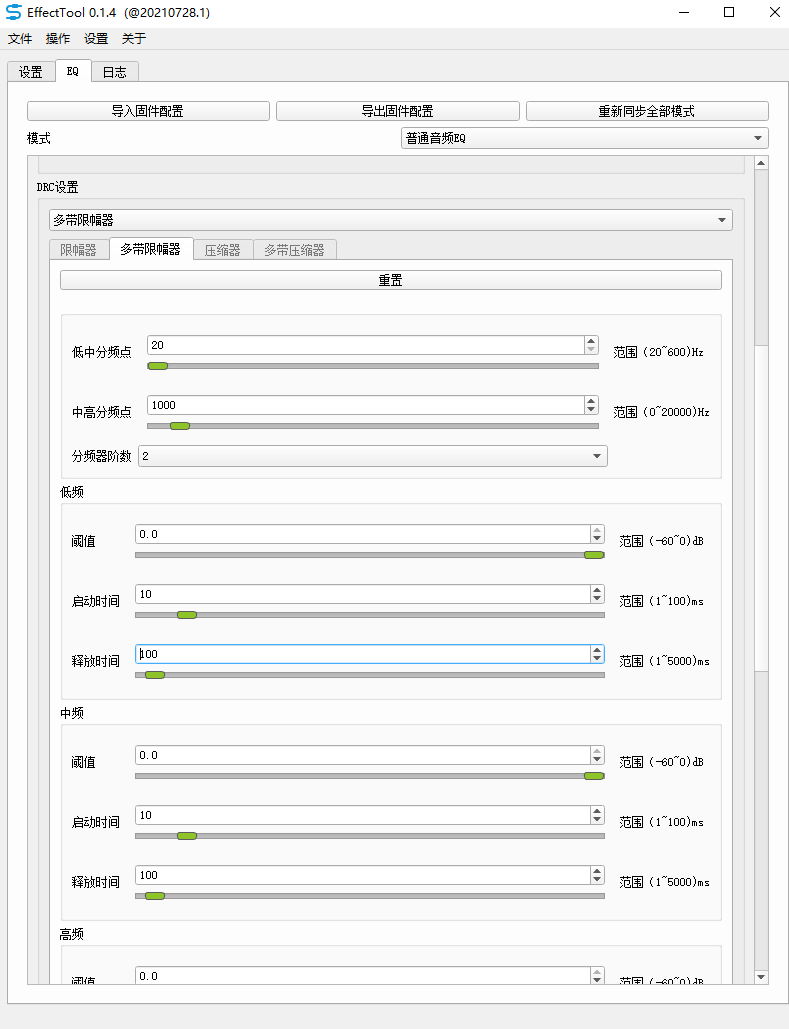 EffectTool 0.1.4 (@20210728.1)
文件 操作 设置 关于
设置 EQ 日志
导入固件配置 导出固件配置 重新同步全部模式
模式 普通音频EQ
DRC设置
多带限幅器
限幅器 多带限幅器 压缩器 多带压缩器
重置
低中分频点 20 范围(20~600)Hz
中高分频点 1000 范围(0~20000)Hz
分频器阶数 2
低频
阈值 0.0 范围(-60~0)dB
启动时间 10 范围(1~100)ms
释放时间 100 范围(1~5000)ms
中频
阈值 0.0 范围(-60~0)dB
启动时间 10 范围(1~100)ms
释放时间 100 范围(1~5000)ms
高频
阈值 0.0 范围(-60~0)dB